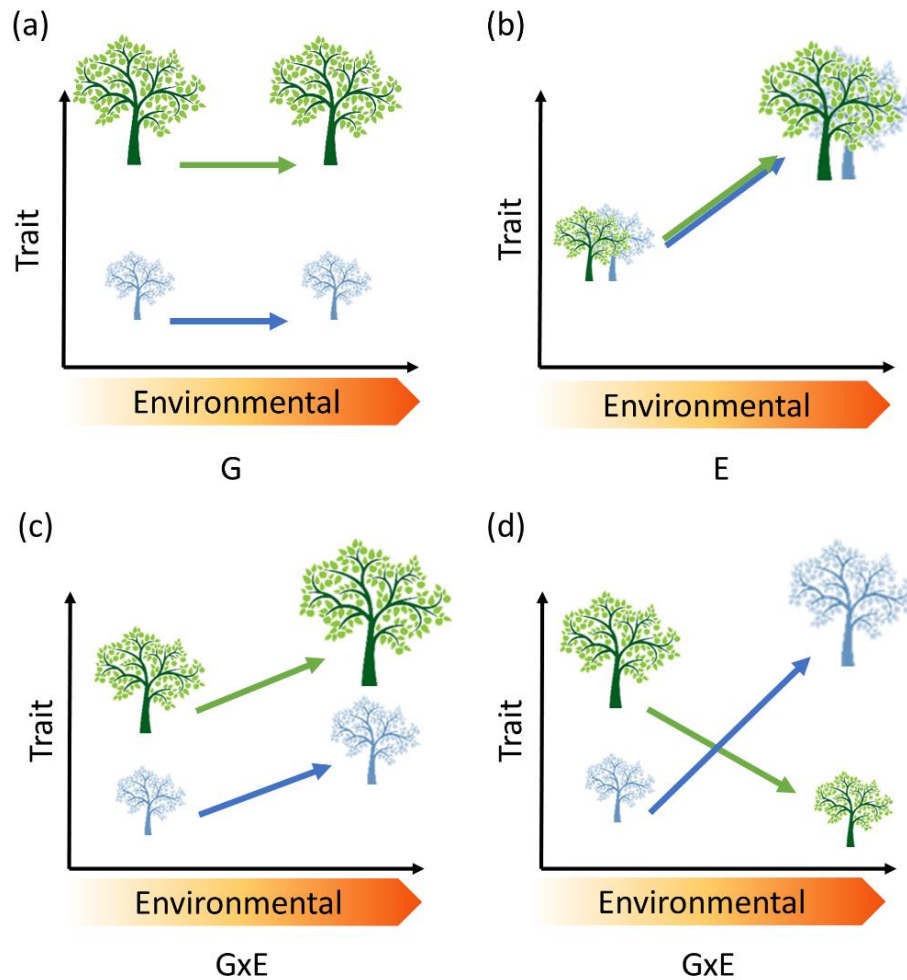 (a)
Trait
Environmental
G
(b)
Trait
Environmental
E
(c)
Trait
Environmental
GxE
(d)
Trait
Environmental
GxE